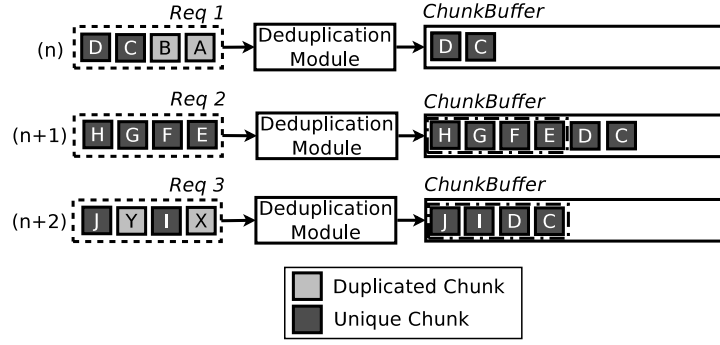 Req 1 ChunkBuffer
(n) D C B A Deduplication Module D C
Req 2 ChunkBuffer
(n+1) H G F E Deduplication Module H G F E D C
Req 3 ChunkBuffer
(n+2) J Y I X Deduplication Module J I D C
Duplicated Chunk
Unique Chunk